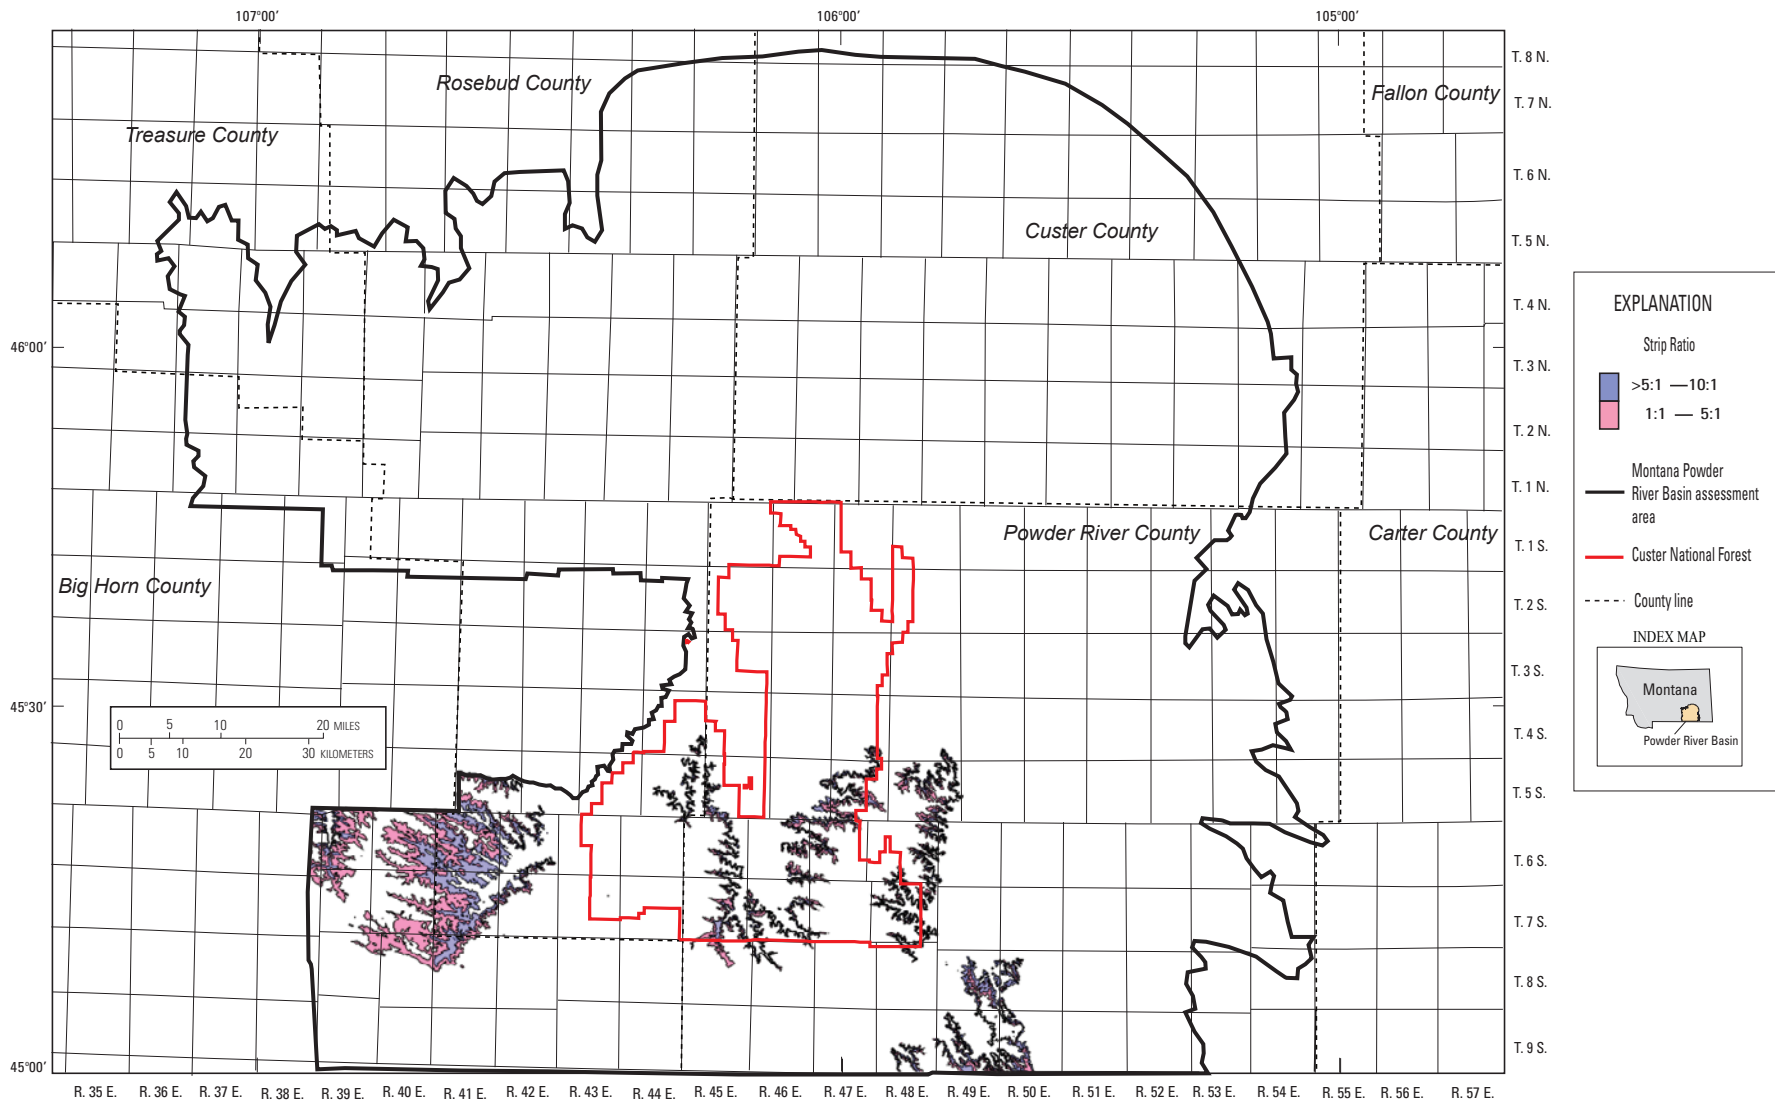 107°00′ 106°00′ 105°00′
T. 8 N.
Rosebud County
Fallon County
T. 7 N.
Treasure County
T. 6 N.
Custer County
T. 5 N.
T. 4 N.
46°00′
T. 3 N.
T. 2 N.
T. 1 N.
Powder River County
Carter County
T. 1 S.
Big Horn County
T. 2 S.
T. 3 S.
45°30′
0 5 10 20 MILES
0 5 10 20 30 KILOMETERS
T. 4 S.
T. 5 S.
T. 6 S.
T. 7 S.
T. 8 S.
T. 9 S.
45°00′
R. 35 E. R. 36 E. R. 37 E. R. 38 E. R. 39 E. R. 40 E. R. 41 E. R. 42 E. R. 43 E. R. 44 E. R. 45 E. R. 46 E. R. 47 E. R. 48 E. R. 49 E. R. 50 E. R. 51 E. R. 52 E. R. 53 E. R. 54 E. R. 55 E. R. 56 E. R. 57 E.
EXPLANATION
Strip Ratio
>5:1 —10:1
1:1 — 5:1
Montana Powder
River Basin assessment
area
Custer National Forest
County line
INDEX MAP
Montana
Powder River Basin